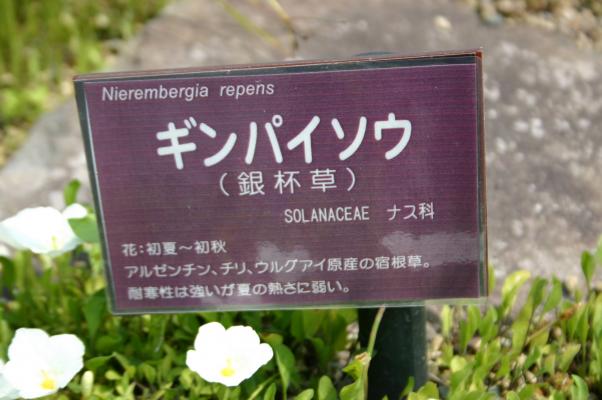 Nierembergia repens
ギンパイソウ
（銀杯草）
SOLANACEAE ナス科
花：初夏～初秋
アルゼンチン、チリ、ウルグアイ原産の宿根草。
耐寒性は強いが夏の熱さに弱い。